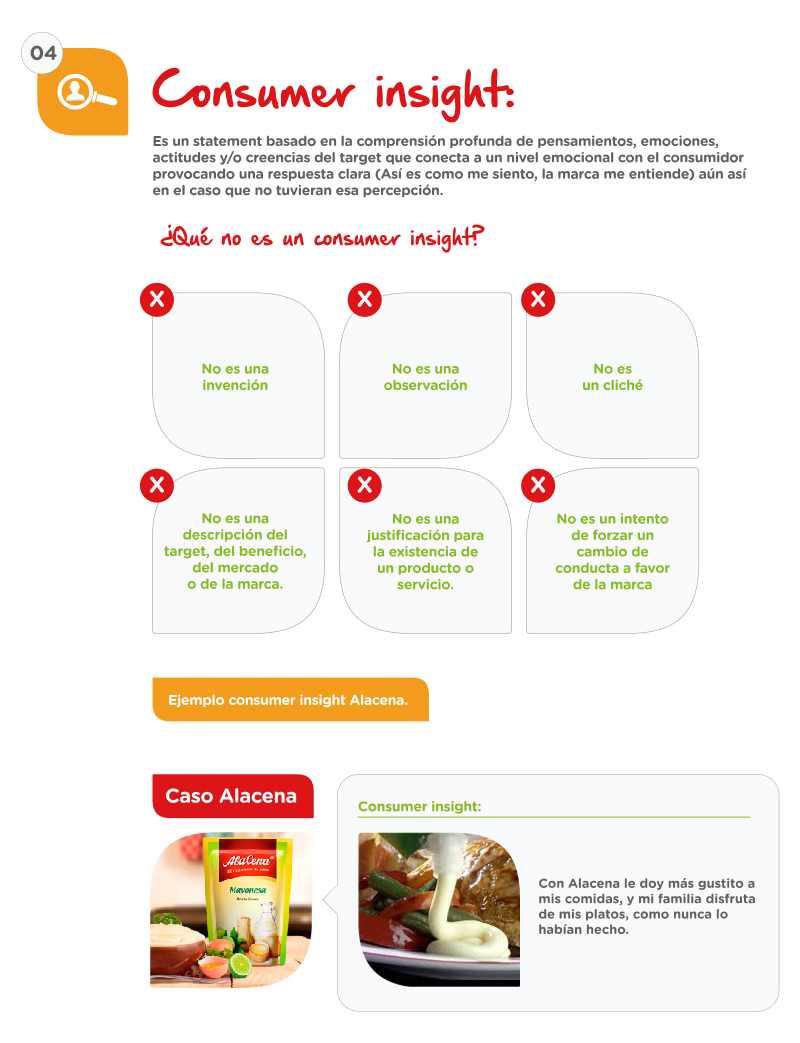 04
Consumer insight:
Es un statement basado en la comprensión profunda de pensamientos, emociones,
actitudes y/o creencias del target que conecta a un nivel emocional con el consumidor
provocando una respuesta clara (Así es como me siento, la marca me entiende) aún así
en el caso que no tuvieran esa percepción.
¿Qué no es un consumer insight?
X
X
X
No es una
invención
No es una
observación
No es
un cliché
X
X
X
No es una
descripción del
target, del beneficio,
del mercado
o de la marca.
No es una
justificación para
la existencia de
un producto o
servicio.
No es un intento
de forzar un
cambio de
conducta a favor
de la marca
Ejemplo consumer insight Alacena.
Caso Alacena
AlaCena
Mayonesa
Consumer insight:
Con Alacena le doy más gustito a
mis comidas, y mi familia disfruta
de mis platos, como nunca lo
habían hecho.